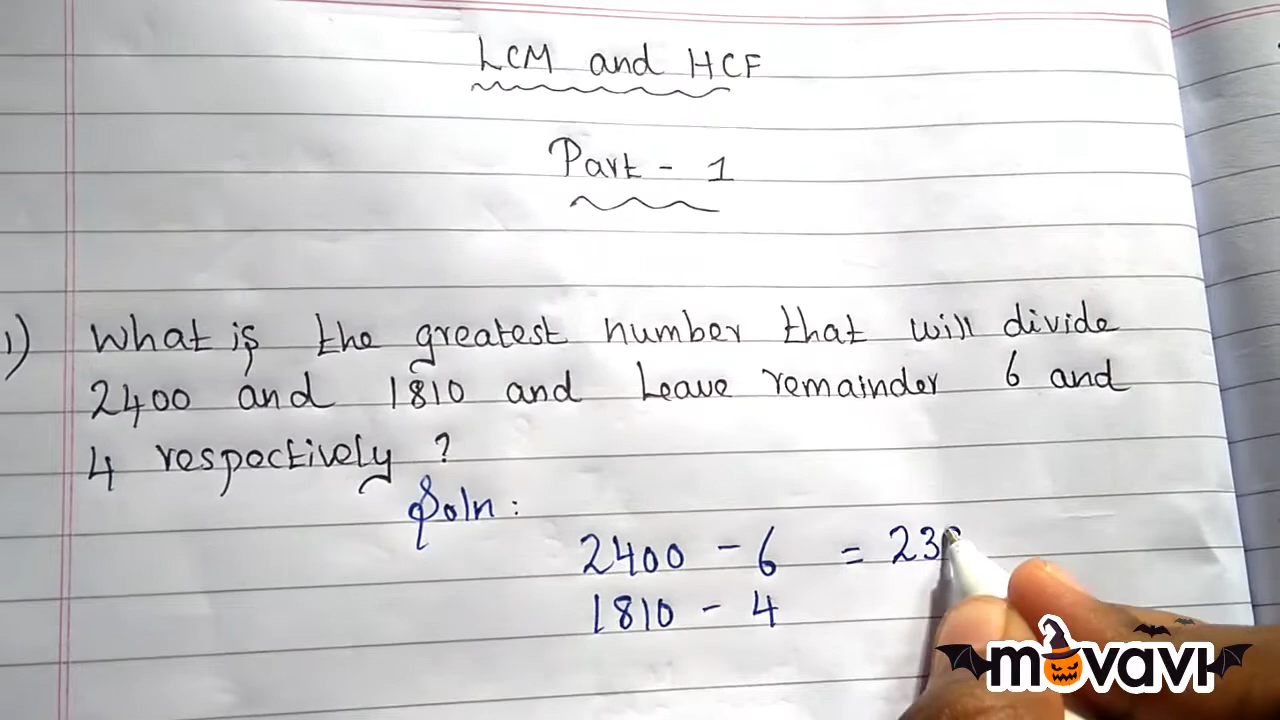 LCM and HCF
Part - 1
1) What is the greatest number that will divide
2400 and 1810 and Leave remainder 6 and
4 respectively ?
Soln :
2400 - 6 = 23
1810 - 4
movavi